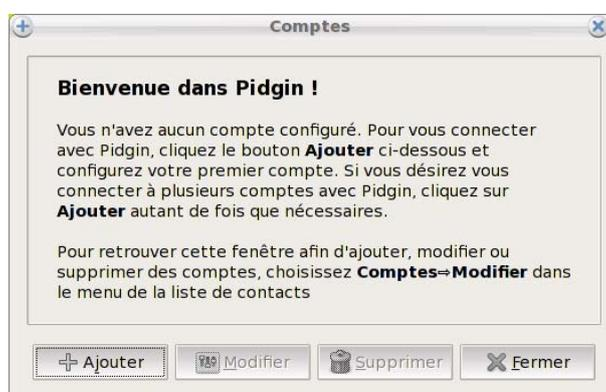 Comptes
Bienvenue dans Pidgin !
Vous n'avez aucun compte configuré. Pour vous connecter
avec Pidgin, cliquez le bouton Ajouter ci-dessous et
configurez votre premier compte. Si vous désirez vous
connecter à plusieurs comptes avec Pidgin, cliquez sur
Ajouter autant de fois que nécessaires.
Pour retrouver cette fenêtre afin d'ajouter, modifier ou
supprimer des comptes, choisissez Comptes⇨Modifier dans
le menu de la liste de contacts
Ajouter Modifier Supprimer Fermer